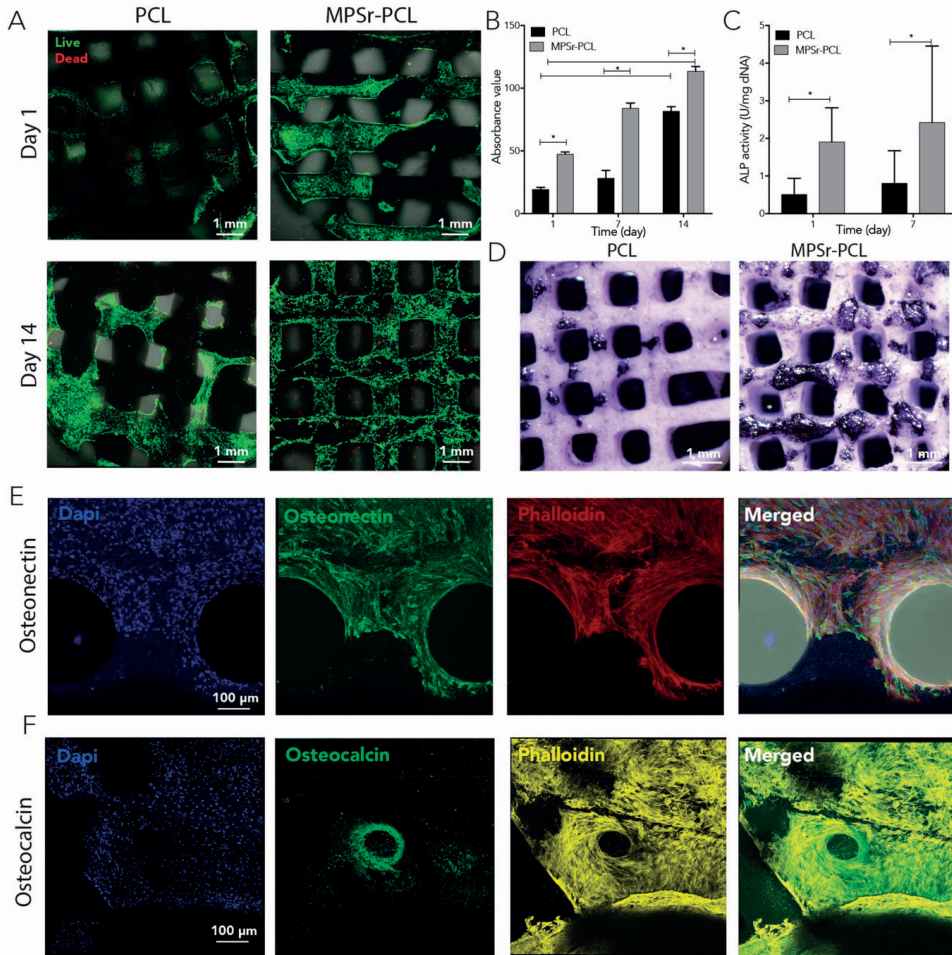 A
PCL
MPSr-PCL
Live
Dead
Day 1
1 mm
1 mm
Day 14
1 mm
1 mm
B
PCL
MPSr-PCL
Absorbance value
150
100
50
0
*
*
*
*
1
7
14
Time (day)
C
PCL
MPSr-PCL
ALP activity (U/mg dNA)
5
4
3
2
1
0
*
*
1
7
Time (day)
D
PCL
MPSr-PCL
1 mm
1 mm
E
Osteonectin
Dapi
100 µm
Osteonectin
Phalloidin
Merged
F
Osteocalcin
Dapi
100 µm
Osteocalcin
Phalloidin
Merged